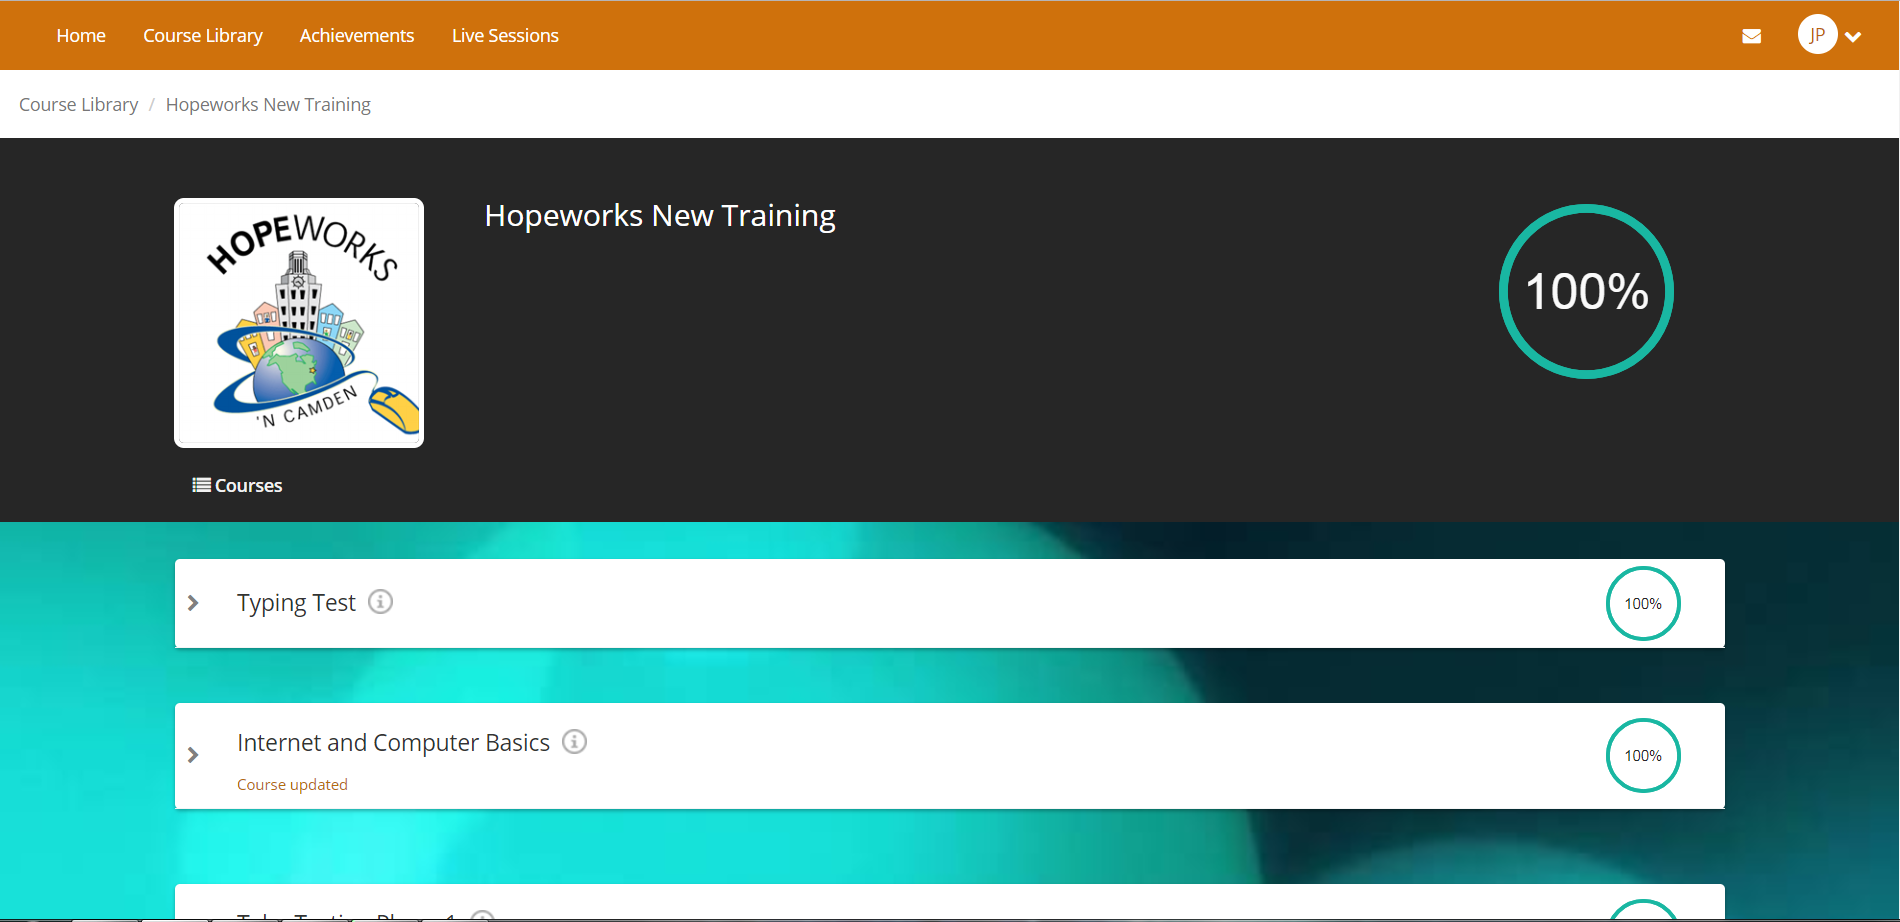 Home Course Library Achievements Live Sessions JP
Course Library / Hopeworks New Training
HOPEWORKS
'N CAMDEN
Hopeworks New Training
100%
Courses
Typing Test
100%
Internet and Computer Basics
Course updated
100%